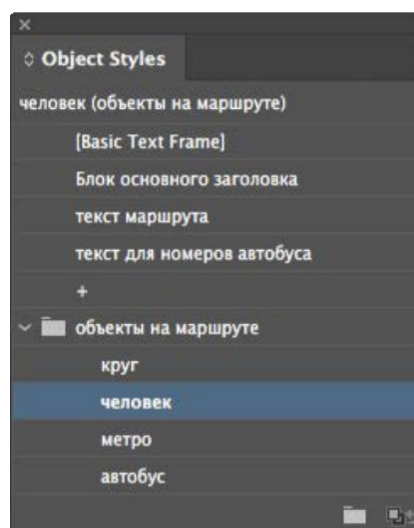 Object Styles
человек (объекты на маршруте)
[Basic Text Frame]
Блок основного заголовка
текст маршрута
текст для номеров автобуса
+
объекты на маршруте
круг
человек
метро
автобус